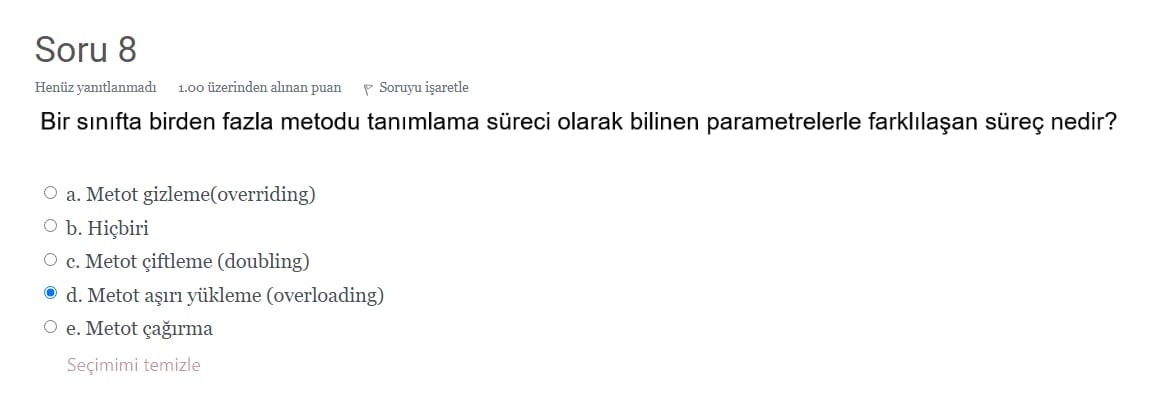 Soru 8
Henüz yanıtlanmadı 1.00 üzerinden alınan puan Soruyu işaretle
Bir sınıfta birden fazla metodu tanımlama süreci olarak bilinen parametrelerle farklılaşan süreç nedir?
a. Metot gizleme(overriding)
b. Hiçbiri
c. Metot çiftleme (doubling)
d. Metot aşırı yükleme (overloading)
e. Metot çağırma
Seçimimi temizle